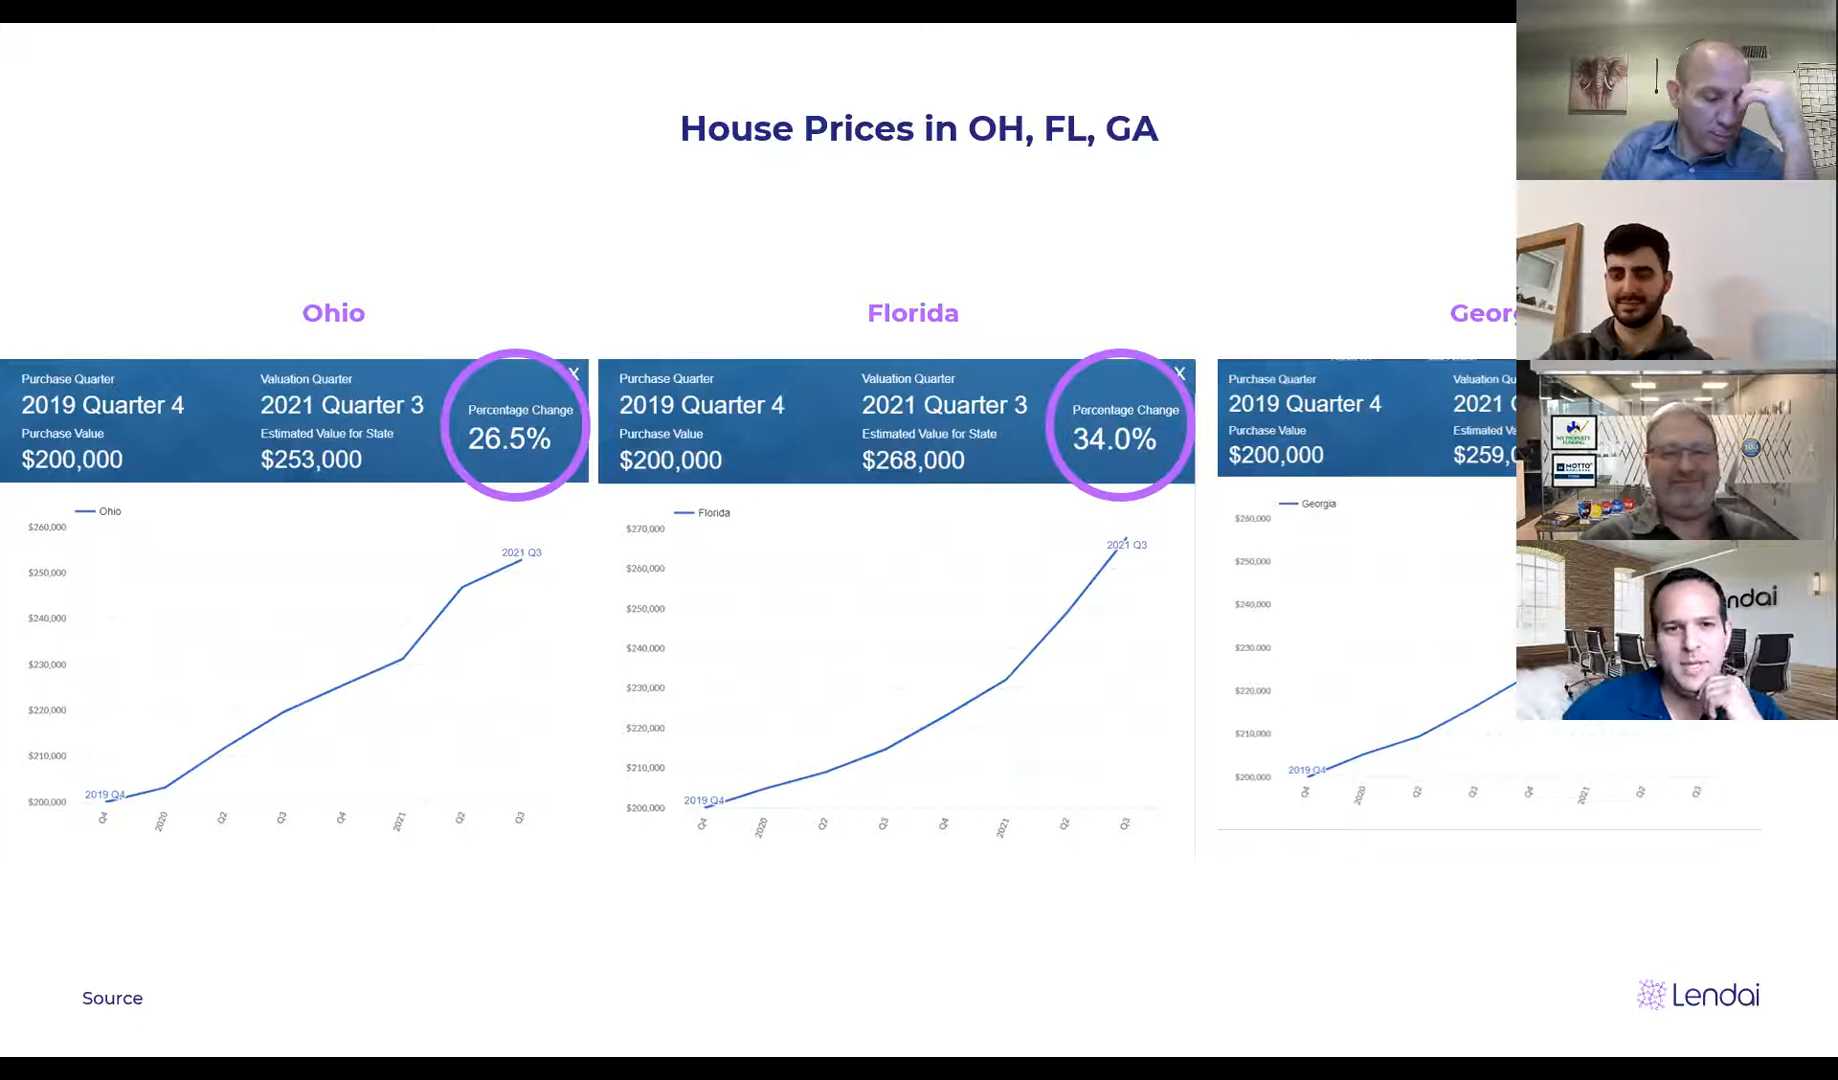 House Prices in OH, FL, GA
Ohio
Purchase Quarter
2019 Quarter 4
Purchase Value
$200,000
Valuation Quarter
2021 Quarter 3
Estimated Value for State
$253,000
X
Percentage Change
26.5%
Ohio
$260,000
$250,000
$240,000
$230,000
$220,000
$210,000
$200,000
2019 Q4
2021 Q3
Q4
2020
Q2
Q3
Q4
2021
Q2
Q3
Florida
Purchase Quarter
2019 Quarter 4
Purchase Value
$200,000
Valuation Quarter
2021 Quarter 3
Estimated Value for State
$268,000
X
Percentage Change
34.0%
Florida
$270,000
$260,000
$250,000
$240,000
$230,000
$220,000
$210,000
$200,000
2019 Q4
2021 Q3
Q4
2020
Q2
Q3
Q4
2021
Q2
Q3
Geor
Purchase Quarter
2019 Quarter 4
Purchase Value
$200,000
Valuation Qu
2021
Estimated Va
$259,
Georgia
$260,000
$250,000
$240,000
$230,000
$220,000
$210,000
$200,000
2019 Q4
Q4
2020
Q2
Q3
Q4
2021
Q2
Q3
MY PROPERTY
FUNDING
MOTTO
ndai
Source
Lendai